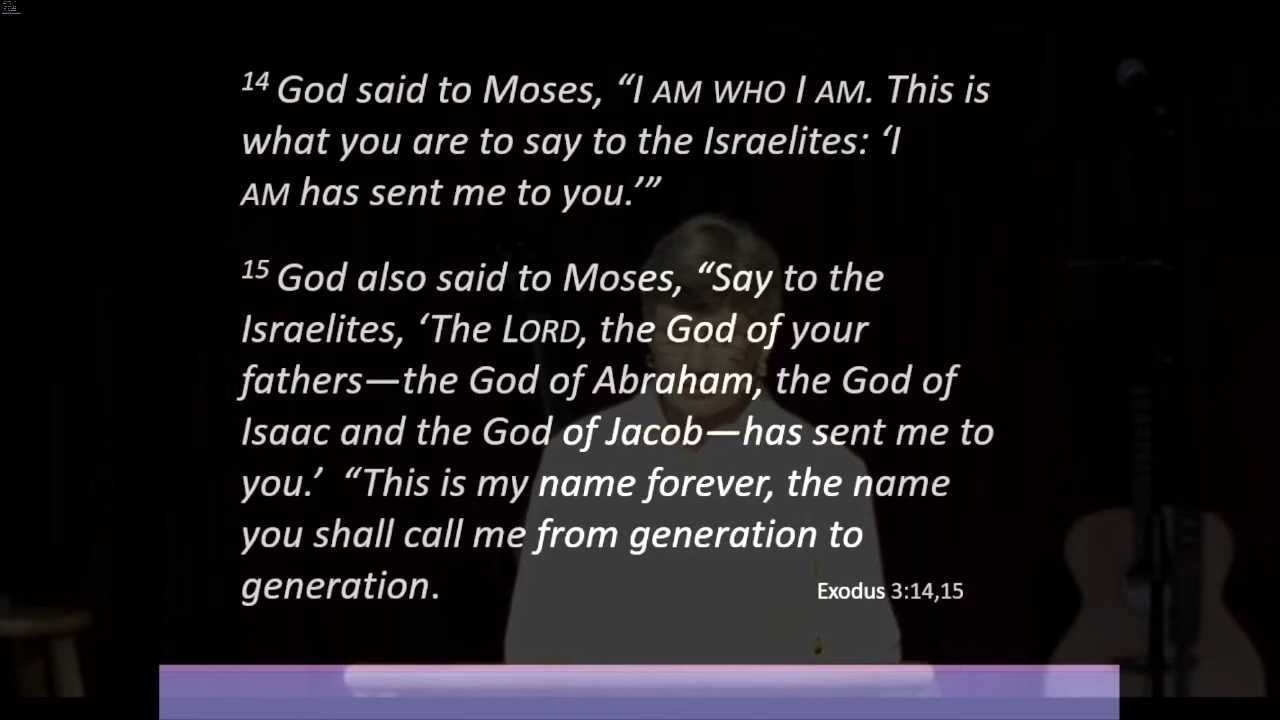 14 God said to Moses, “I AM WHO I AM. This is
what you are to say to the Israelites: ‘I
AM has sent me to you.’”
15 God also said to Moses, “Say to the
Israelites, ‘The LORD, the God of your
fathers—the God of Abraham, the God of
Isaac and the God of Jacob—has sent me to
you.’ “This is my name forever, the name
you shall call me from generation to
generation.
Exodus 3:14,15